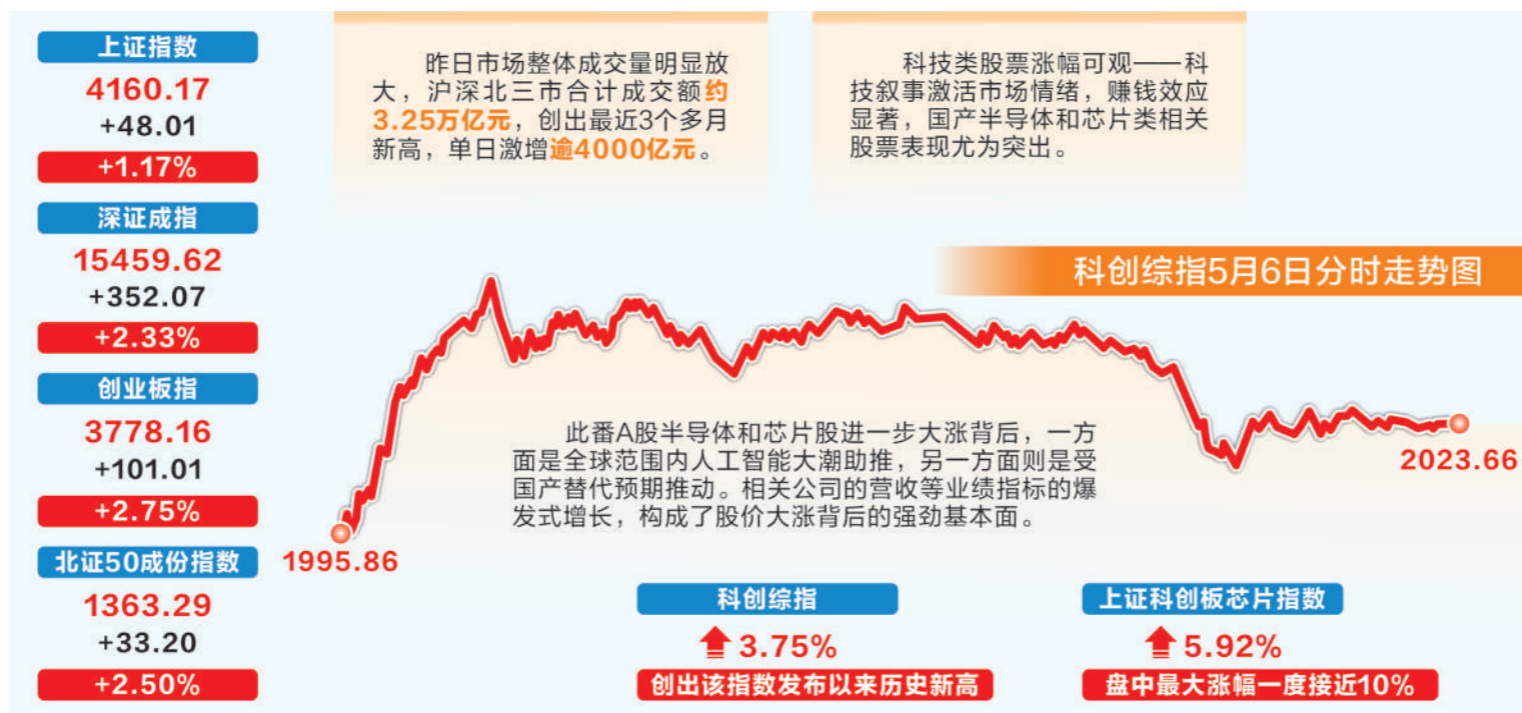 上证指数
4160.17
+48.01
+1.17%
深证成指
15459.62
+352.07
+2.33%
创业板指
3778.16
+101.01
+2.75%
北证50成份指数
1363.29
+33.20
+2.50%
昨日市场整体成交量明显放
大，沪深北三市合计成交额约
3.25万亿元，创出最近3个多月
新高，单日激增逾4000亿元。
科技类股票涨幅可观——科
技叙事激活市场情绪，赚钱效应
显著，国产半导体和芯片类相关
股票表现尤为突出。
科创综指5月6日分时走势图
此番A股半导体和芯片股进一步大涨背后，一方
面是全球范围内人工智能大潮助推，另一方面则是受
国产替代预期推动。相关公司的营收等业绩指标的爆
发式增长，构成了股价大涨背后的强劲基本面。
1995.86
2023.66
科创综指
3.75%
创出该指数发布以来历史新高
上证科创板芯片指数
5.92%
盘中最大涨幅一度接近10%